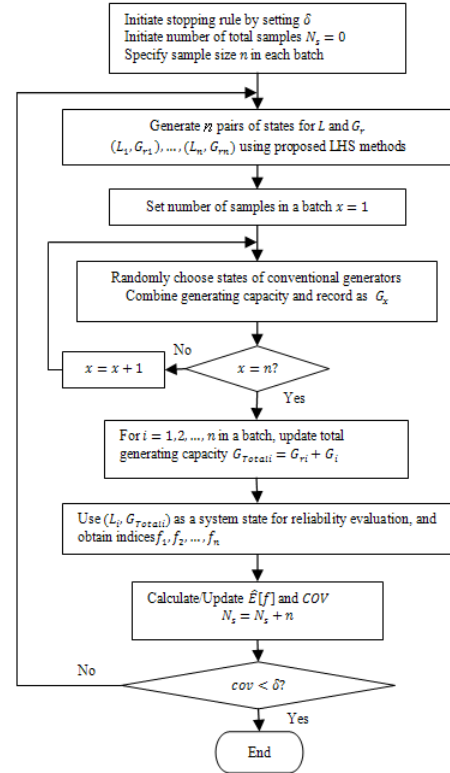 Initiate stopping rule by setting δ
Initiate number of total samples N_s = 0
Specify sample size n in each batch
Generate n pairs of states for L and G_r
(L_1, G_r1), ..., (L_n, G_rn) using proposed LHS methods
Set number of samples in a batch x = 1
Randomly choose states of conventional generators
Combine generating capacity and record as G_x
No
x = x + 1
x = n?
Yes
For i = 1,2, ..., n in a batch, update total
generating capacity G_Totali = G_ri + G_i
Use (L_i, G_Totali) as a system state for reliability evaluation, and
obtain indices f_1, f_2, ..., f_n
Calculate/Update Ê[f] and COV
N_s = N_s + n
No
cov < δ?
Yes
End